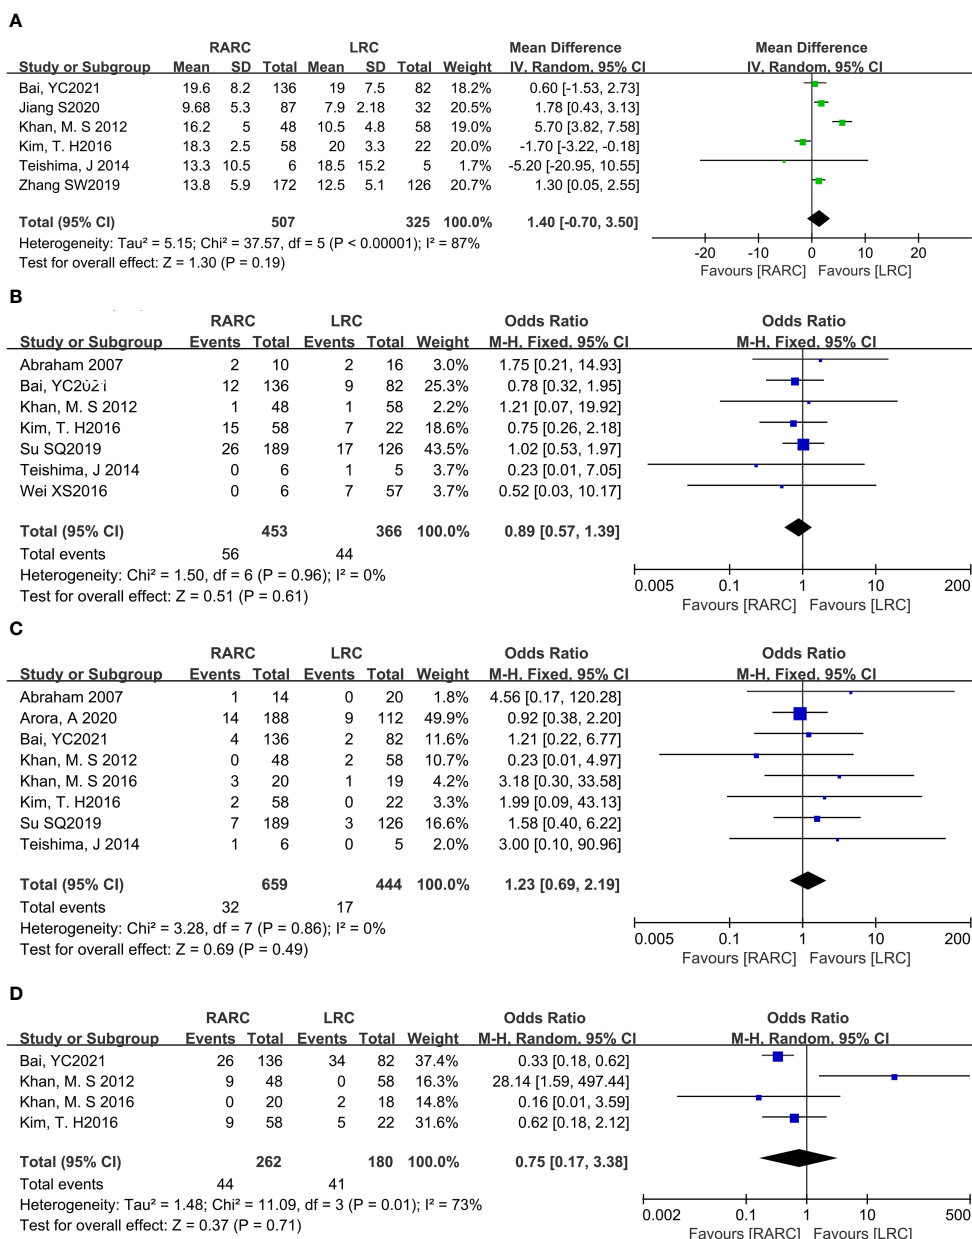 A
RARC LRC Mean Difference Mean Difference
Study or Subgroup Mean SD Total Mean SD Total Weight IV, Random, 95% CI IV, Random, 95% CI
Bai, YC2021 19.6 8.2 136 19 7.5 82 18.2% 0.60 [-1.53, 2.73]
Jiang S2020 9.68 5.3 87 7.9 2.18 32 20.5% 1.78 [0.43, 3.13]
Khan, M. S 2012 16.2 5 48 10.5 4.8 58 19.0% 5.70 [3.82, 7.58]
Kim, T. H2016 18.3 2.5 58 20 3.3 22 20.0% -1.70 [-3.22, -0.18]
Teishima, J 2014 13.3 10.5 6 18.5 15.2 5 1.7% -5.20 [-20.95, 10.55]
Zhang SW2019 13.8 5.9 172 12.5 5.1 126 20.7% 1.30 [0.05, 2.55]
Total (95% CI) 507 325 100.0% 1.40 [-0.70, 3.50]
Heterogeneity: Tau² = 5.15; Chi² = 37.57, df = 5 (P < 0.00001); I² = 87%
Test for overall effect: Z = 1.30 (P = 0.19)
-20 -10 0 10 20
Favours [RARC] Favours [LRC]
B
RARC LRC Odds Ratio Odds Ratio
Study or Subgroup Events Total Events Total Weight M-H, Fixed, 95% CI M-H, Fixed, 95% CI
Abraham 2007 2 10 2 16 3.0% 1.75 [0.21, 14.93]
Bai, YC2021 12 136 9 82 25.3% 0.78 [0.32, 1.95]
Khan, M. S 2012 1 48 1 58 2.2% 1.21 [0.07, 19.92]
Kim, T. H2016 15 58 7 22 18.6% 0.75 [0.26, 2.18]
Su SQ2019 26 189 17 126 43.5% 1.02 [0.53, 1.97]
Teishima, J 2014 0 6 1 5 3.7% 0.23 [0.01, 7.05]
Wei XS2016 0 6 7 57 3.7% 0.52 [0.03, 10.17]
Total (95% CI) 453 366 100.0% 0.89 [0.57, 1.39]
Total events 56 44
Heterogeneity: Chi² = 1.50, df = 6 (P = 0.96); I² = 0%
Test for overall effect: Z = 0.51 (P = 0.61)
0.005 0.1 1 10 200
Favours [RARC] Favours [LRC]
C
RARC LRC Odds Ratio Odds Ratio
Study or Subgroup Events Total Events Total Weight M-H, Fixed, 95% CI M-H, Fixed, 95% CI
Abraham 2007 1 14 0 20 1.8% 4.56 [0.17, 120.28]
Arora, A 2020 14 188 9 112 49.9% 0.92 [0.38, 2.20]
Bai, YC2021 4 136 2 82 11.6% 1.21 [0.22, 6.77]
Khan, M. S 2012 0 48 2 58 10.7% 0.23 [0.01, 4.97]
Khan, M. S 2016 3 20 1 19 4.2% 3.18 [0.30, 33.58]
Kim, T. H2016 2 58 0 22 3.3% 1.99 [0.09, 43.13]
Su SQ2019 7 189 3 126 16.6% 1.58 [0.40, 6.22]
Teishima, J 2014 1 6 0 5 2.0% 3.00 [0.10, 90.96]
Total (95% CI) 659 444 100.0% 1.23 [0.69, 2.19]
Total events 32 17
Heterogeneity: Chi² = 3.28, df = 7 (P = 0.86); I² = 0%
Test for overall effect: Z = 0.69 (P = 0.49)
0.005 0.1 1 10 200
Favours [RARC] Favours [LRC]
D
RARC LRC Odds Ratio Odds Ratio
Study or Subgroup Events Total Events Total Weight M-H, Random, 95% CI M-H, Random, 95% CI
Bai, YC2021 26 136 34 82 37.4% 0.33 [0.18, 0.62]
Khan, M. S 2012 9 48 0 58 16.3% 28.14 [1.59, 497.44]
Khan, M. S 2016 0 20 2 18 14.8% 0.16 [0.01, 3.59]
Kim, T. H2016 9 58 5 22 31.6% 0.62 [0.18, 2.12]
Total (95% CI) 262 180 100.0% 0.75 [0.17, 3.38]
Total events 44 41
Heterogeneity: Tau² = 1.48; Chi² = 11.09, df = 3 (P = 0.01); I² = 73%
Test for overall effect: Z = 0.37 (P = 0.71)
0.002 0.1 1 10 500
Favours [RARC] Favours [LRC]